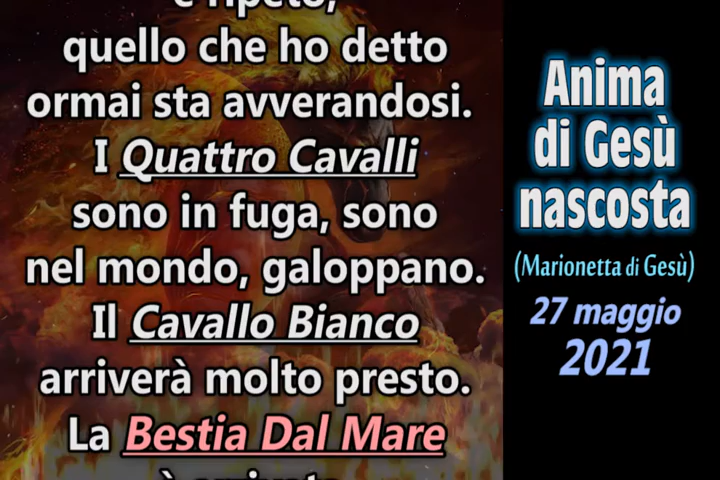 e ripeto,
quello che ho detto
ormai sta avverandosi.
I Quattro Cavalli
sono in fuga, sono
nel mondo, galoppano.
Il Cavallo Bianco
arriverà molto presto.
La Bestia Dal Mare
Anima
di Gesù
nascosta
(Marionetta di Gesù)
27 maggio
2021